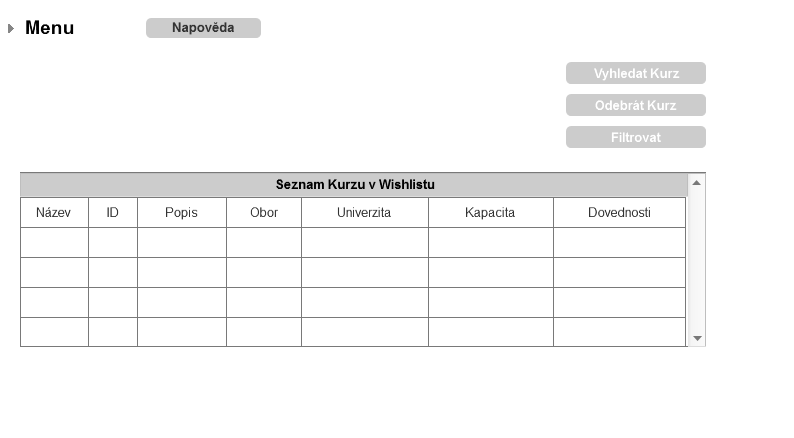 Menu
Napověda
Vyhledat Kurz
Odebrát Kurz
Filtrovat
Seznam Kurzu v Wishlistu
Název ID Popis Obor Univerzita Kapacita Dovednosti